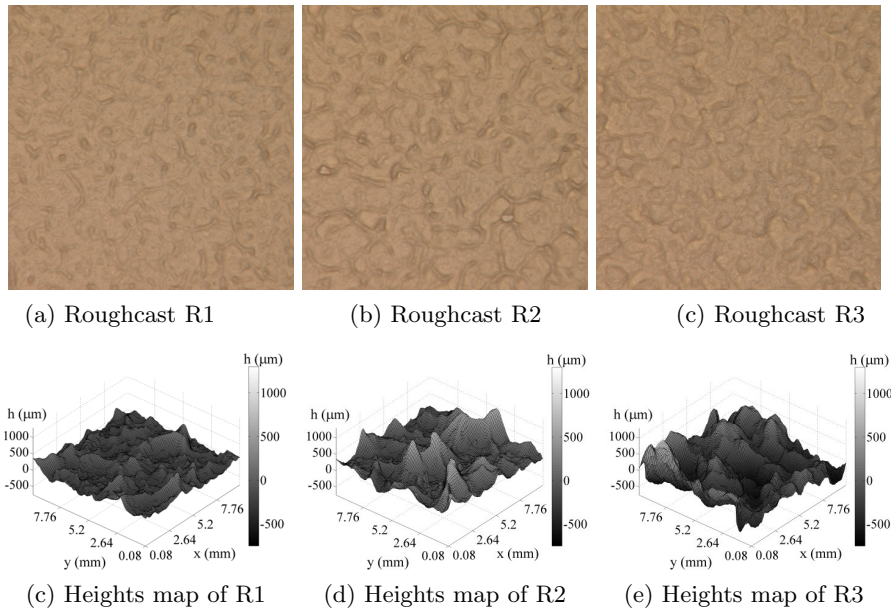 (a) Roughcast R1
(b) Roughcast R2
(c) Roughcast R3
h (μm)
1000
500
0
-500
h (μm)
1000
500
0
-500
7.76
5.2
2.64
0.08
y (mm)
0.08
2.64
5.2
7.76
x (mm)
h (μm)
1000
500
0
-500
h (μm)
1000
500
0
-500
7.76
5.2
2.64
0.08
y (mm)
0.08
2.64
5.2
7.76
x (mm)
h (μm)
1000
500
0
-500
h (μm)
1000
500
0
-500
7.76
5.2
2.64
0.08
y (mm)
0.08
2.64
5.2
7.76
x (mm)
(c) Heights map of R1
(d) Heights map of R2
(e) Heights map of R3